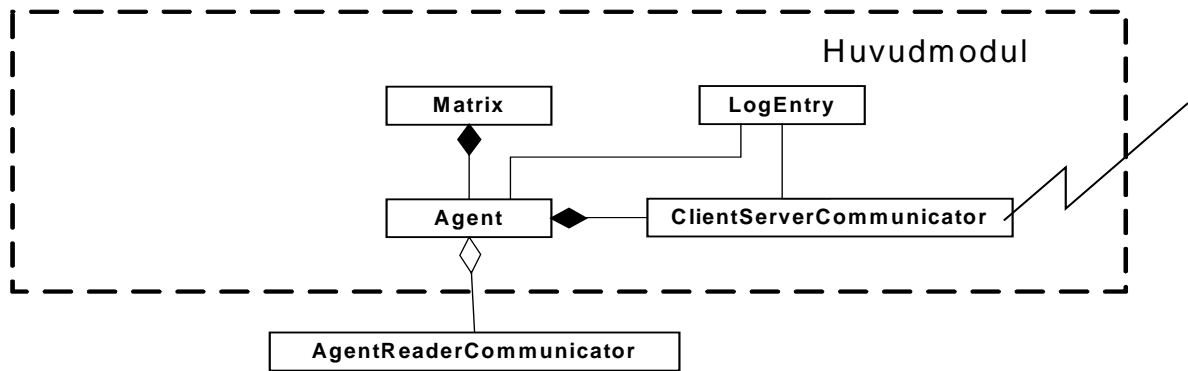 Huvudmodul
Matrix
LogEntry
Agent
ClientServerCommunicator
AgentReaderCommunicator